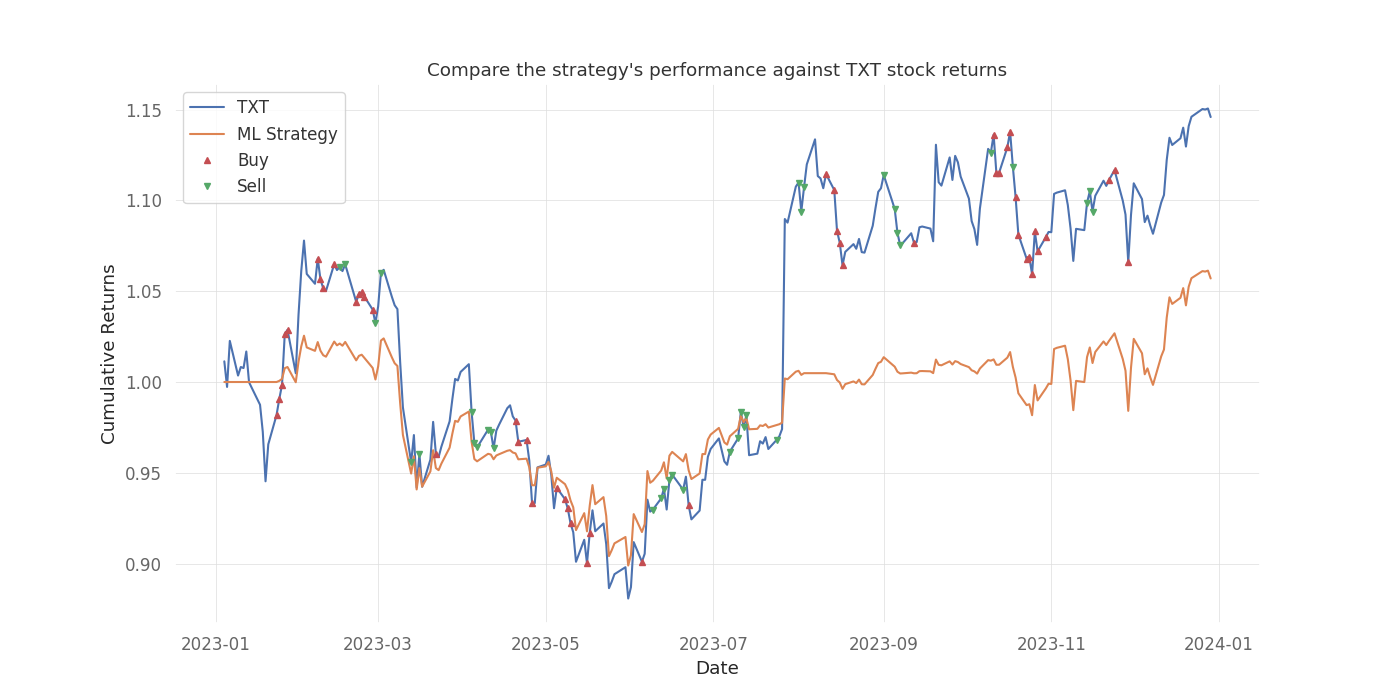 Compare the strategy's performance against TXT stock returns
TXT
ML Strategy
Buy
Sell
Cumulative Returns
1.15
1.10
1.05
1.00
0.95
0.90
2023-01
2023-03
2023-05
2023-07
2023-09
2023-11
2024-01
Date